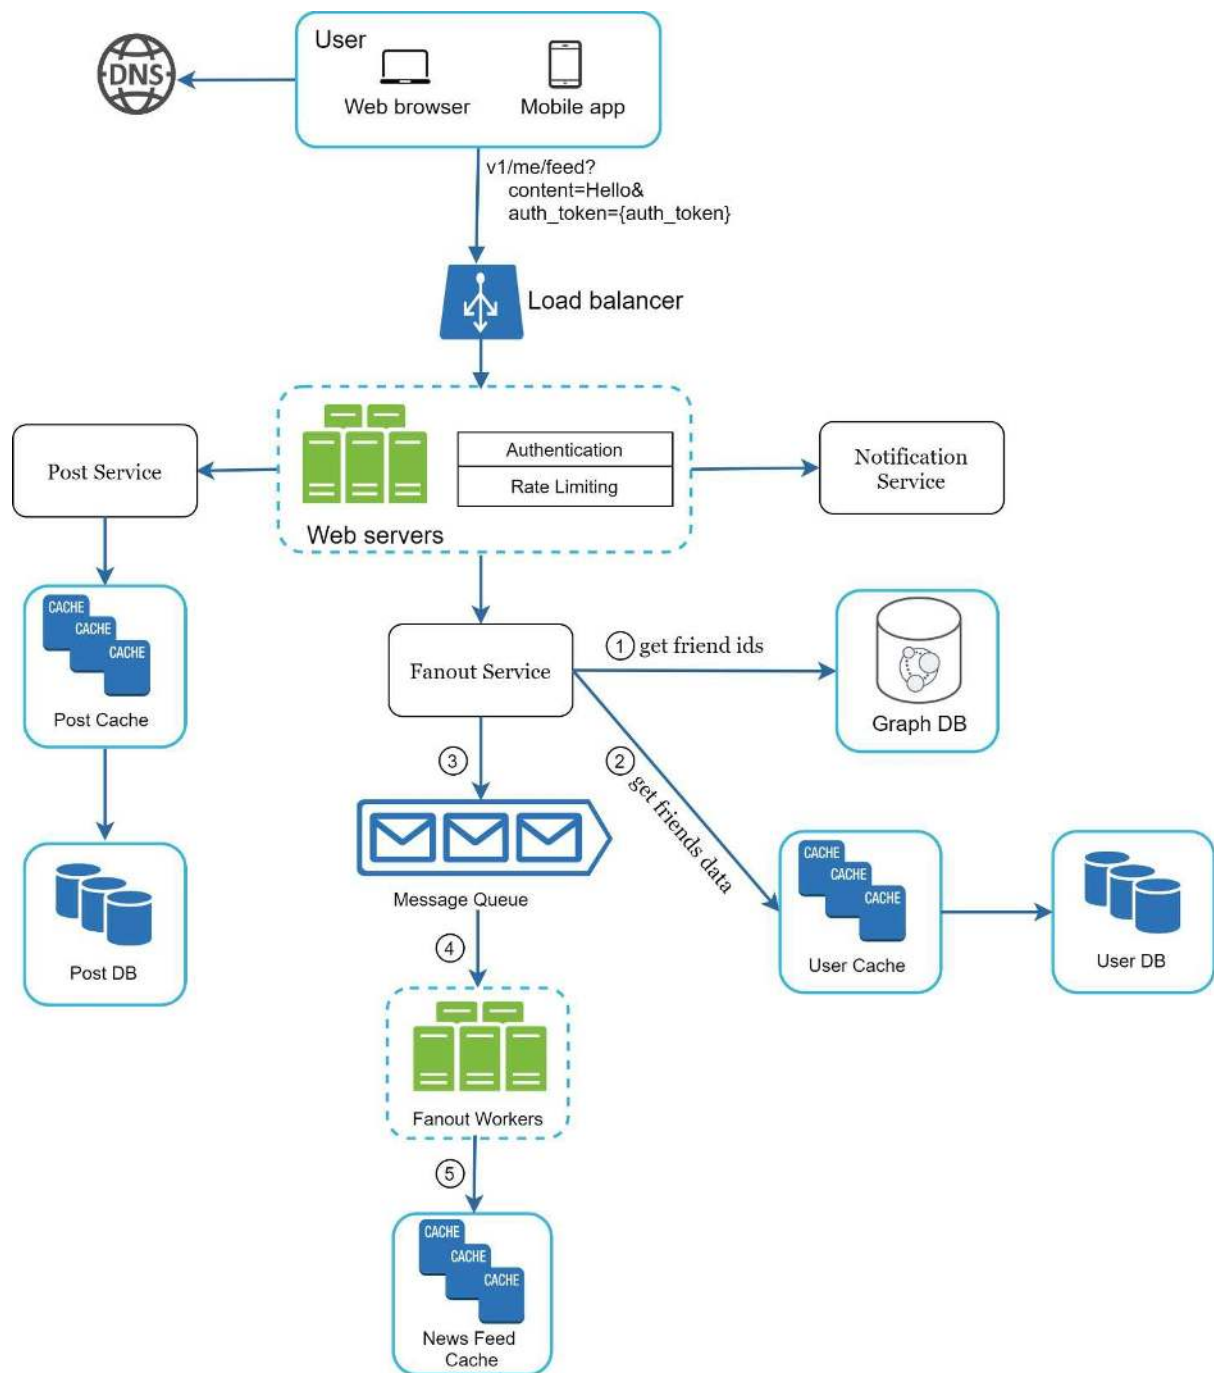 User
DNS
Web browser
Mobile app
v1/me/feed?
content=Hello&
auth_token={auth_token}
Load balancer
Post Service
Authentication
Rate Limiting
Web servers
Notification
Service
CACHE
CACHE
CACHE
Post Cache
Fanout Service
1 get friend ids
Graph DB
2 get friends data
3
Message Queue
Post DB
CACHE
CACHE
CACHE
User Cache
User DB
4
Fanout Workers
5
CACHE
CACHE
CACHE
News Feed
Cache